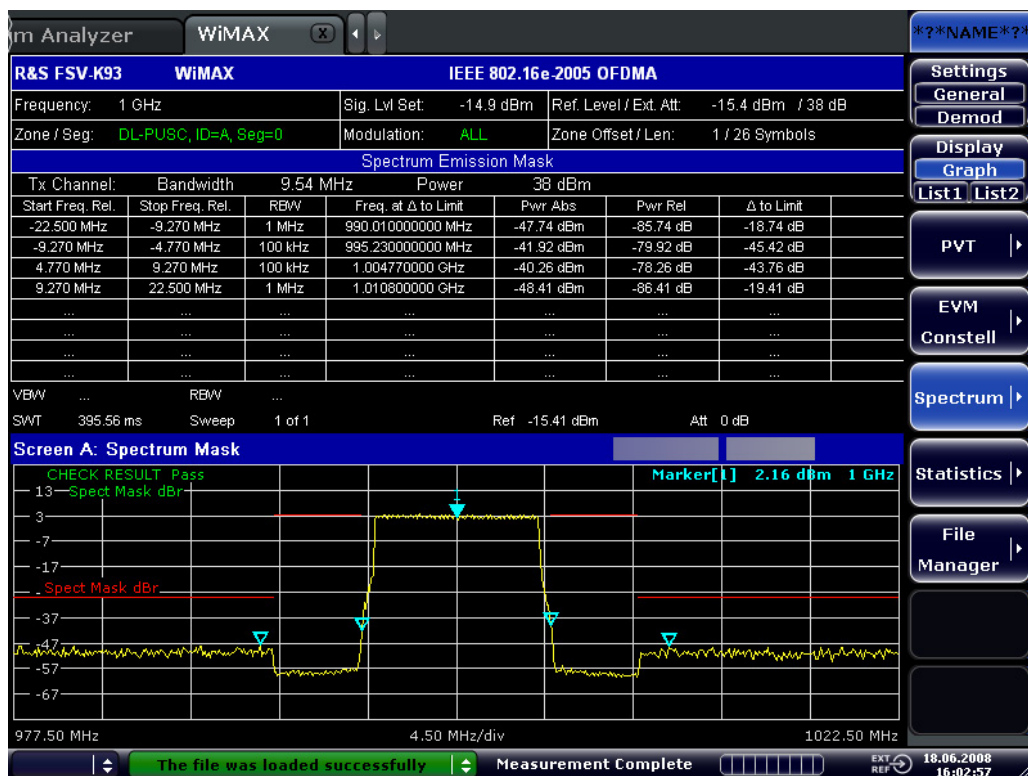 m Analyzer WiMAX X *?*NAME*?*
R&S FSV-K93 WiMAX IEEE 802.16e-2005 OFDMA
Frequency: 1 GHz Sig. Lvl Set: -14.9 dBm Ref. Level / Ext. Att: -15.4 dBm / 38 dB
Zone / Seg: DL-PUSC, ID=A, Seg=0 Modulation: ALL Zone Offset / Len: 1 / 26 Symbols
Spectrum Emission Mask
Tx Channel: Bandwidth 9.54 MHz Power 38 dBm
Start Freq. Rel. Stop Freq. Rel. RBW Freq. at Δ to Limit Pwr Abs Pwr Rel Δ to Limit
-22.500 MHz -9.270 MHz 1 MHz 990.010000000 MHz -47.74 dBm -85.74 dB -18.74 dB
-9.270 MHz -4.770 MHz 100 kHz 995.230000000 MHz -41.92 dBm -79.92 dB -45.42 dB
4.770 MHz 9.270 MHz 100 kHz 1.004770000 GHz -40.26 dBm -78.26 dB -43.76 dB
9.270 MHz 22.500 MHz 1 MHz 1.010800000 GHz -48.41 dBm -86.41 dB -19.41 dB
... ... ... ... ... ... ...
... ... ... ... ... ... ...
... ... ... ... ... ... ...
... ... ... ... ... ... ...
VBW ... RBW ...
SWT 395.56 ms Sweep 1 of 1 Ref -15.41 dBm Att 0 dB
Screen A: Spectrum Mask
CHECK RESULT Pass Marker[1] 2.16 dBm 1 GHz
13 Spect Mask dBr
3
-7
-17
Spect Mask dBr
-37
-47
-57
-67
977.50 MHz 4.50 MHz/div 1022.50 MHz
Settings
General
Demod
Display
Graph
List1 List2
PVT
EVM
Constell
Spectrum
Statistics
File
Manager
The file was loaded successfully Measurement Complete EXT REF 18.06.2008
16:02:57